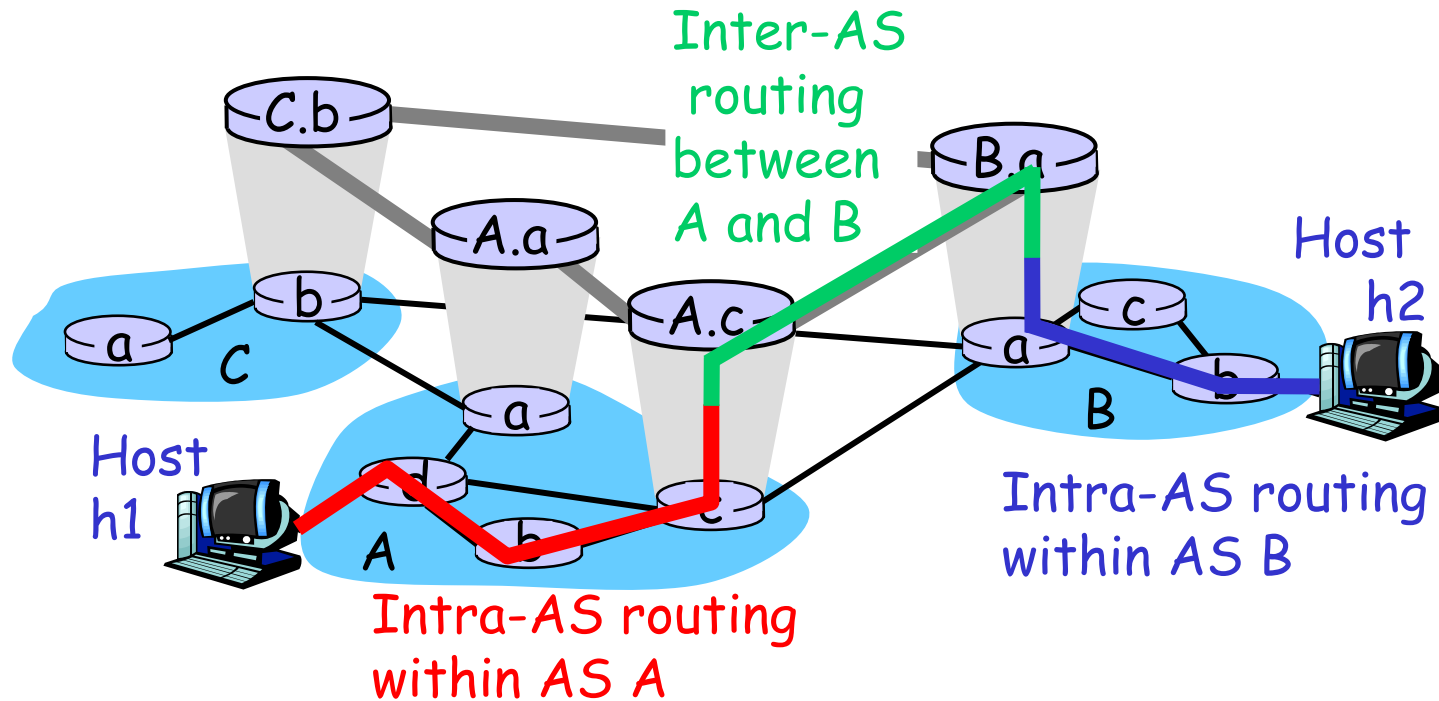 Inter-AS
routing
between
A and B
C.b
B.a
A.a
A.c
Host
h2
b
a
C
c
a
b
B
a
d
b
c
A
Host
h1
Intra-AS routing
within AS B
Intra-AS routing
within AS A